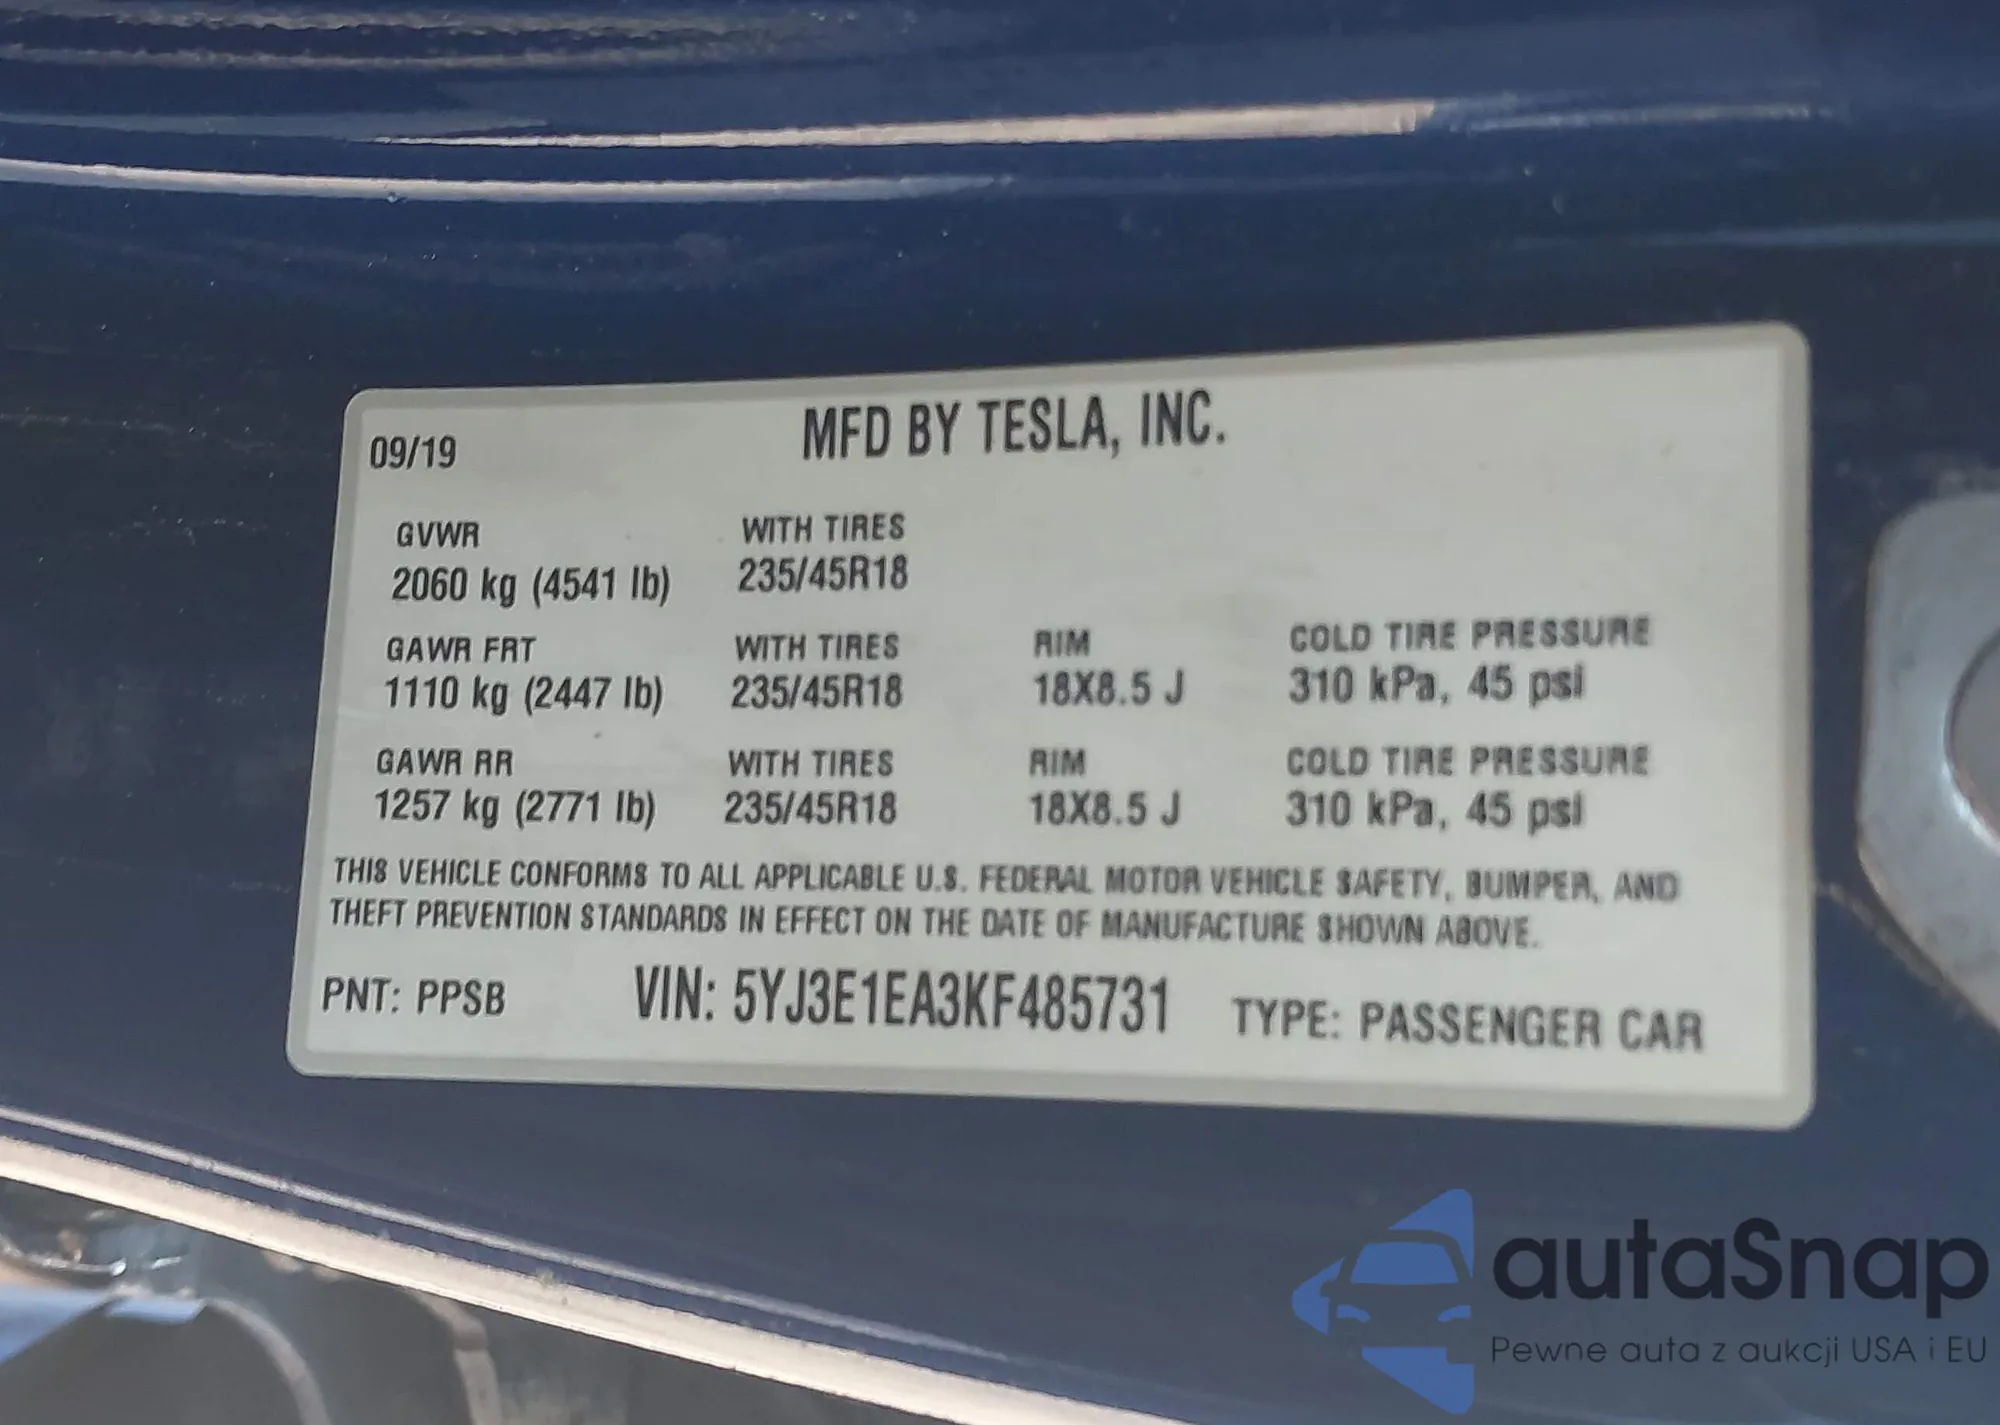 09/19 MFD BY TESLA, INC.
GVWR WITH TIRES
2060 kg (4541 lb) 235/45R18
GAWR FRT WITH TIRES RIM COLD TIRE PRESSURE
1110 kg (2447 lb) 235/45R18 18X8.5 J 310 kPa, 45 psi
GAWR RR WITH TIRES RIM COLD TIRE PRESSURE
1257 kg (2771 lb) 235/45R18 18X8.5 J 310 kPa, 45 psi
THIS VEHICLE CONFORMS TO ALL APPLICABLE U.S. FEDERAL MOTOR VEHICLE SAFETY, BUMPER, AND
THEFT PREVENTION STANDARDS IN EFFECT ON THE DATE OF MANUFACTURE SHOWN ABOVE.
PNT: PPSB VIN: 5YJ3E1EA3KF485731 TYPE: PASSENGER CAR
autaSnap
Pewne auta z aukcji USA i EU